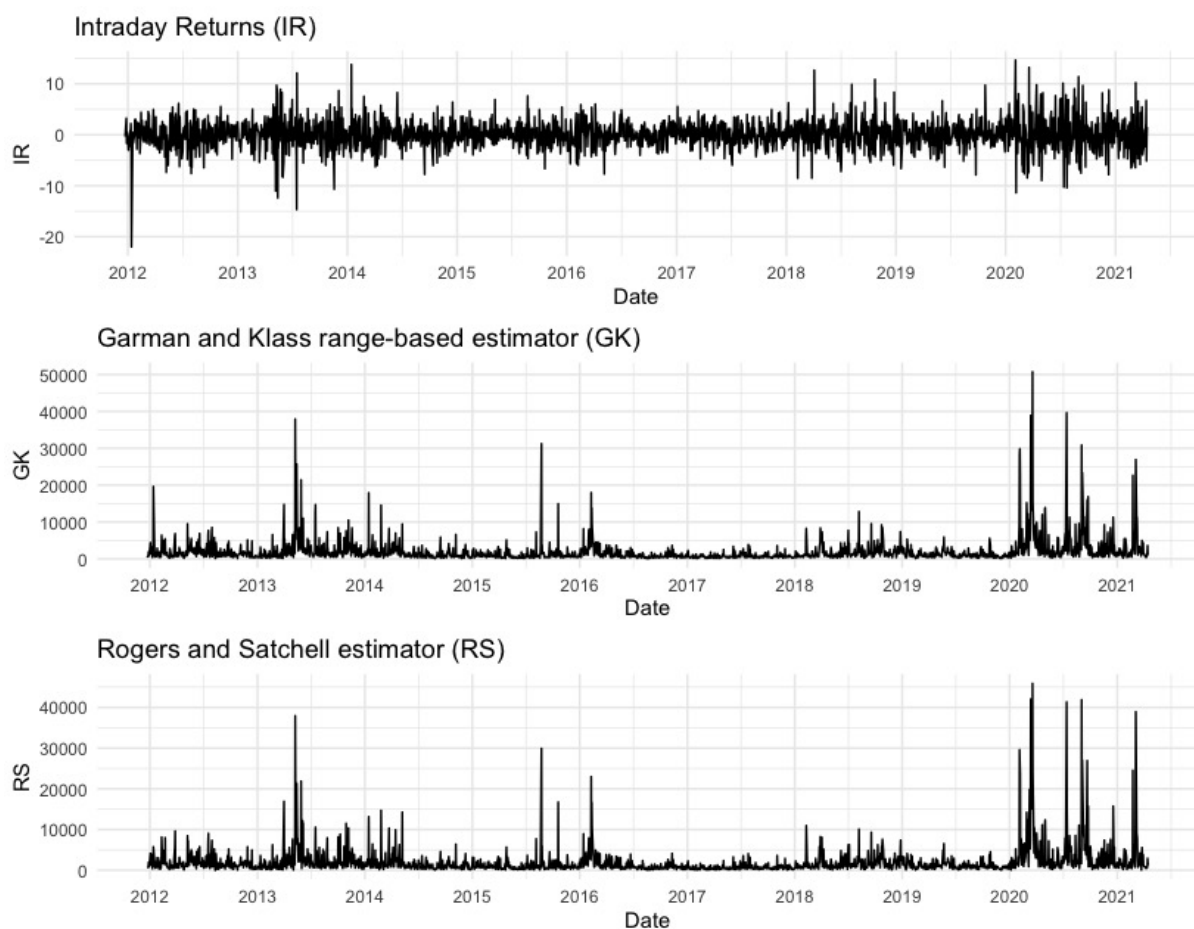 Intraday Returns (IR)
IR
10
0
-10
-20
2012 2013 2014 2015 2016 2017 2018 2019 2020 2021
Date
Garman and Klass range-based estimator (GK)
GK
50000
40000
30000
20000
10000
0
2012 2013 2014 2015 2016 2017 2018 2019 2020 2021
Date
Rogers and Satchell estimator (RS)
RS
40000
30000
20000
10000
0
2012 2013 2014 2015 2016 2017 2018 2019 2020 2021
Date